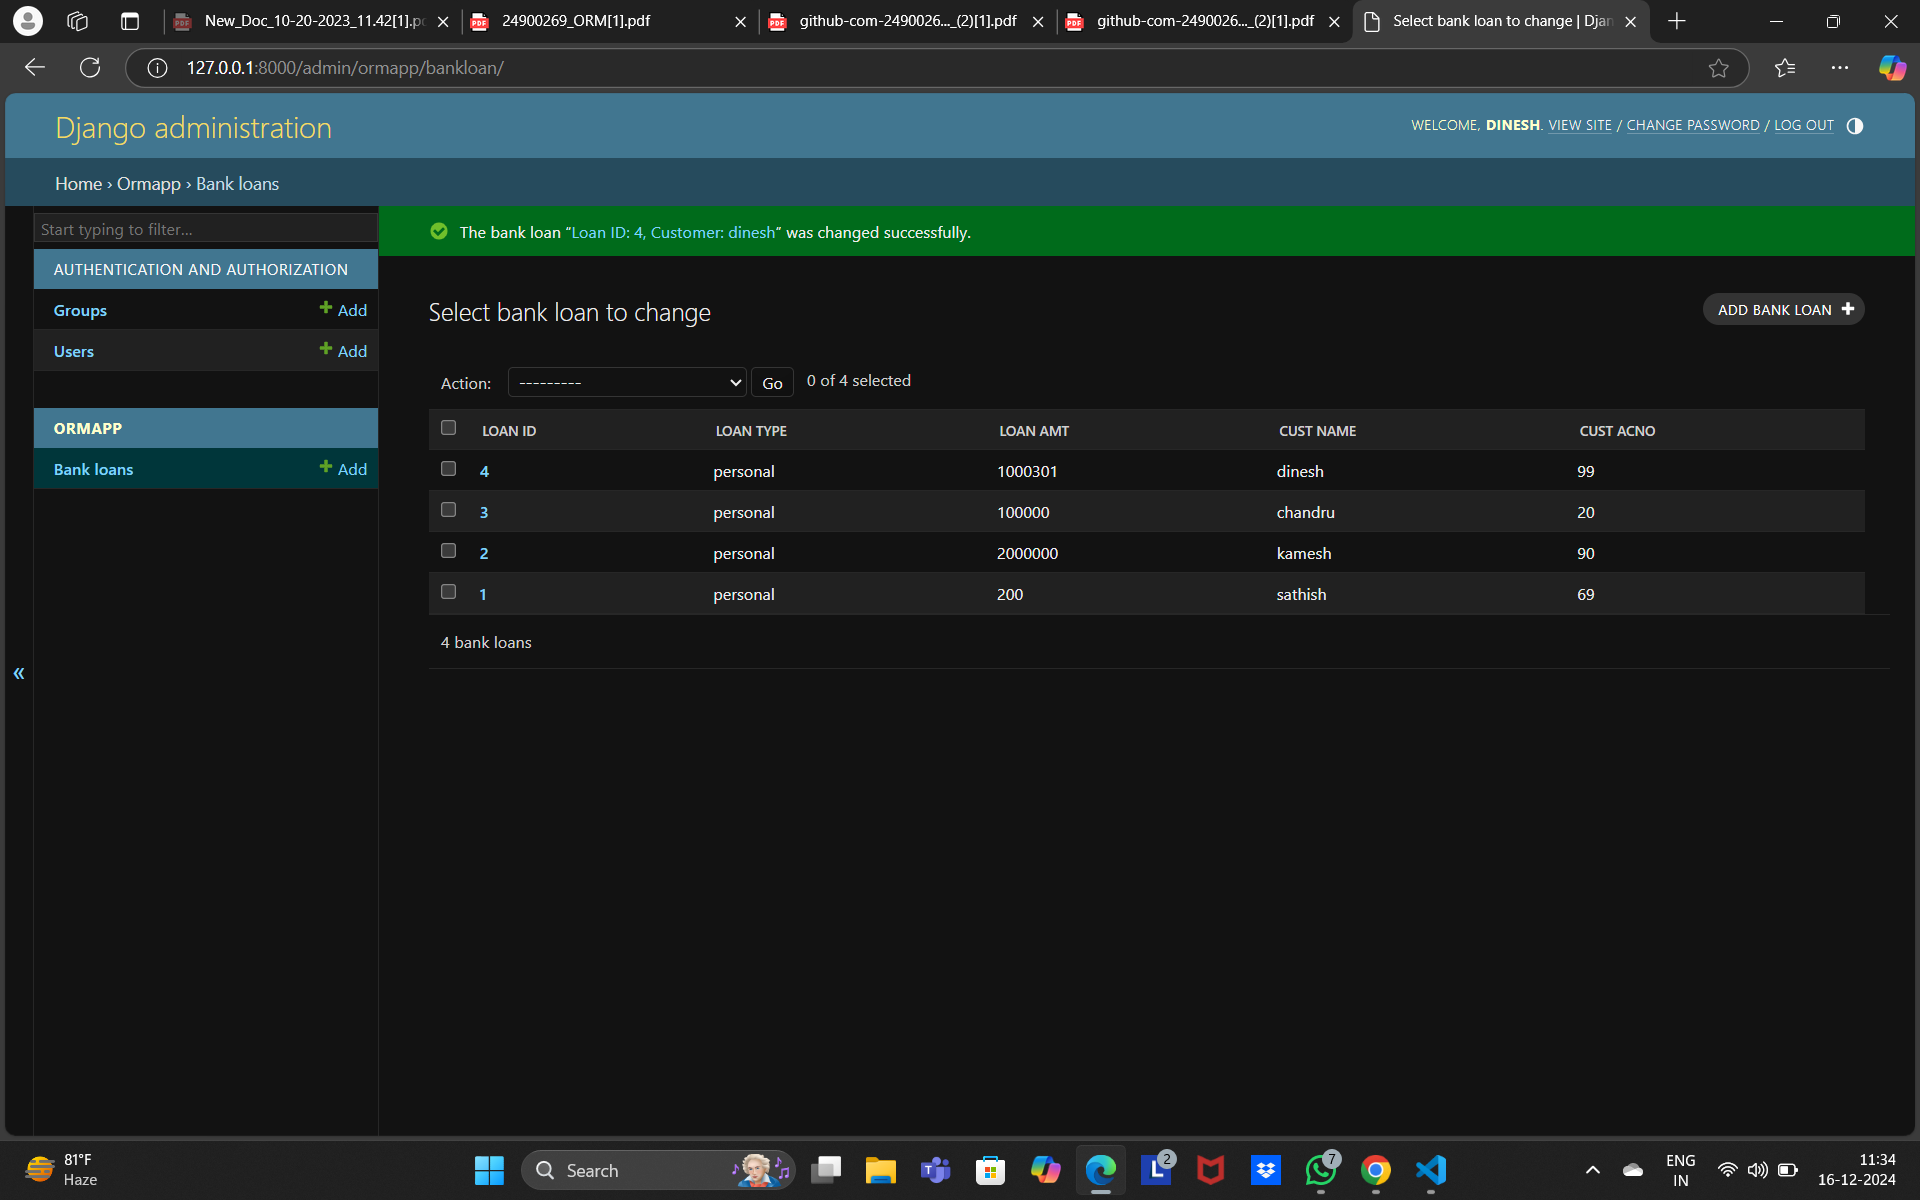 New_Doc_10-20-2023_11.42[1].pc
24900269_ORM[1].pdf
github-com-2490026..._(2)[1].pdf
github-com-2490026..._(2)[1].pdf
Select bank loan to change | Djan
127.0.0.1:8000/admin/ormapp/bankloan/
Django administration
WELCOME, DINESH. VIEW SITE / CHANGE PASSWORD / LOG OUT
Home › Ormapp › Bank loans
Start typing to filter...
The bank loan “Loan ID: 4, Customer: dinesh” was changed successfully.
AUTHENTICATION AND AUTHORIZATION
Groups Add
Users Add
ORMAPP
Bank loans Add
Select bank loan to change
ADD BANK LOAN
Action: --------- Go 0 of 4 selected
LOAN ID LOAN TYPE LOAN AMT CUST NAME CUST ACNO
4 personal 1000301 dinesh 99
3 personal 100000 chandru 20
2 personal 2000000 kamesh 90
1 personal 200 sathish 69
4 bank loans
«
81°F
Haze
Search
2
7
ENG
IN
11:34
16-12-2024